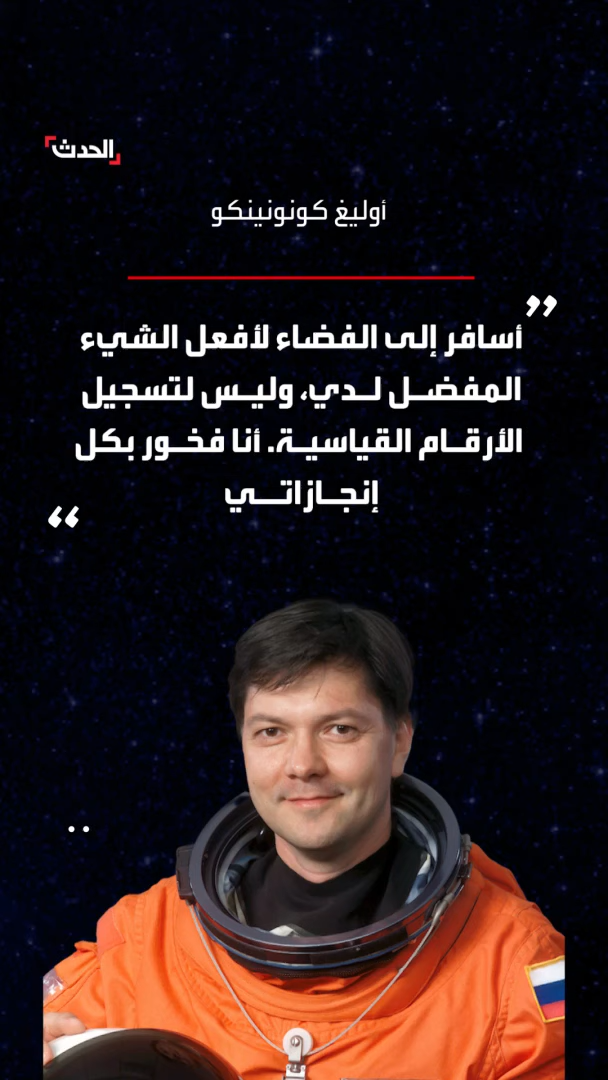 الحدث
أوليغ كونونينكو
"أسافر إلى الفضاء لأفعل الشيء
المفضل لدي، وليس لتسجيل
الأرقام القياسية. أنا فخور بكل
إنجازاتي"